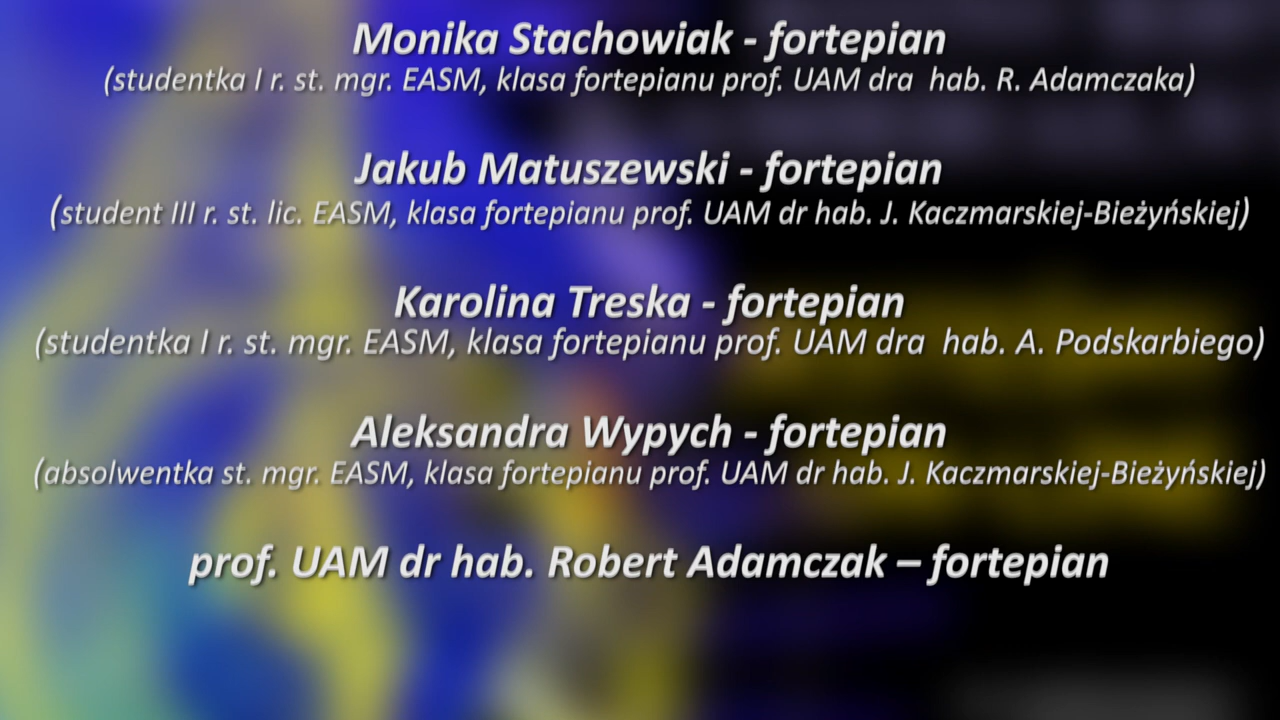 Monika Stachowiak - fortepian
(studentka I r. st. mgr. EASM, klasa fortepianu prof. UAM dra  hab. R. Adamczaka)
Jakub Matuszewski - fortepian
(student III r. st. lic. EASM, klasa fortepianu prof. UAM dr hab. J. Kaczmarskiej-Bieżyńskiej)
Karolina Treska - fortepian
(studentka I r. st. mgr. EASM, klasa fortepianu prof. UAM dra  hab. A. Podskarbiego)
Aleksandra Wypych - fortepian
(absolwentka st. mgr. EASM, klasa fortepianu prof. UAM dr hab. J. Kaczmarskiej-Bieżyńskiej)
prof. UAM dr hab. Robert Adamczak – fortepian